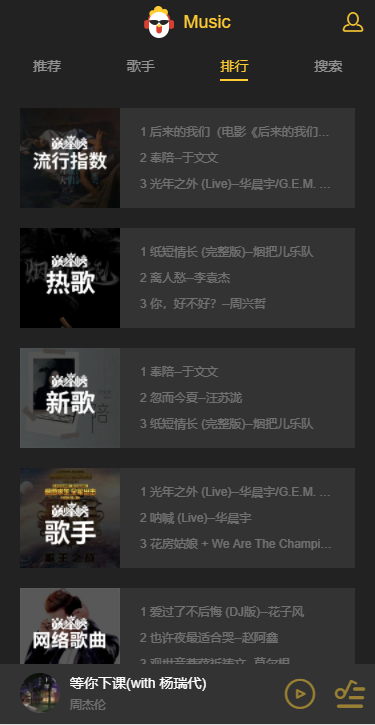 Music
推荐
歌手
排行
搜索
巅峰榜
流行指数
1 后来的我们 (电影《后来的我们...
2 奉陪--于文文
3 光年之外 (Live)--华晨宇/G.E.M. ...
巅峰榜
热歌
1 纸短情长 (完整版)--烟把儿乐队
2 离人愁--李袁杰
3 你，好不好？--周兴哲
巅峰榜
新歌
1 奉陪--于文文
2 忽而今夏--汪苏泷
3 纸短情长 (完整版)--烟把儿乐队
巅峰榜
歌手
1 光年之外 (Live)--华晨宇/G.E.M. ...
2 呐喊 (Live)--华晨宇
3 花房姑娘 + We Are The Champi...
巅峰榜
网络歌曲
1 爱过了不后悔 (DJ版)--花子风
2 也许夜最适合哭--赵阿鑫
等你下课(with 杨瑞代)
周杰伦